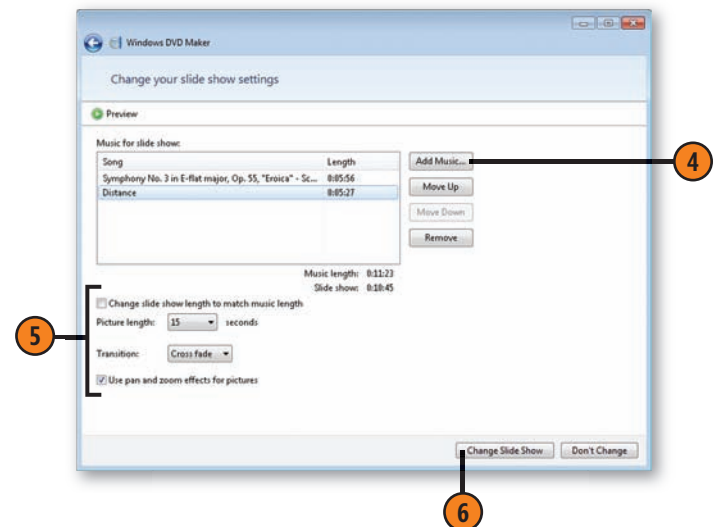 Windows DVD Maker
Change your slide show settings
Preview
Music for slide show:
Song Length
Symphony No. 3 in E-flat major, Op. 55, "Eroica" - Sc... 0:05:56
Distance 0:05:27
Add Music...
Move Up
Move Down
Remove
Music length: 0:11:23
Slide show: 0:10:45
Change slide show length to match music length
Picture length: 15 seconds
Transition: Cross fade
Use pan and zoom effects for pictures
Change Slide Show Don't Change
4
5
6